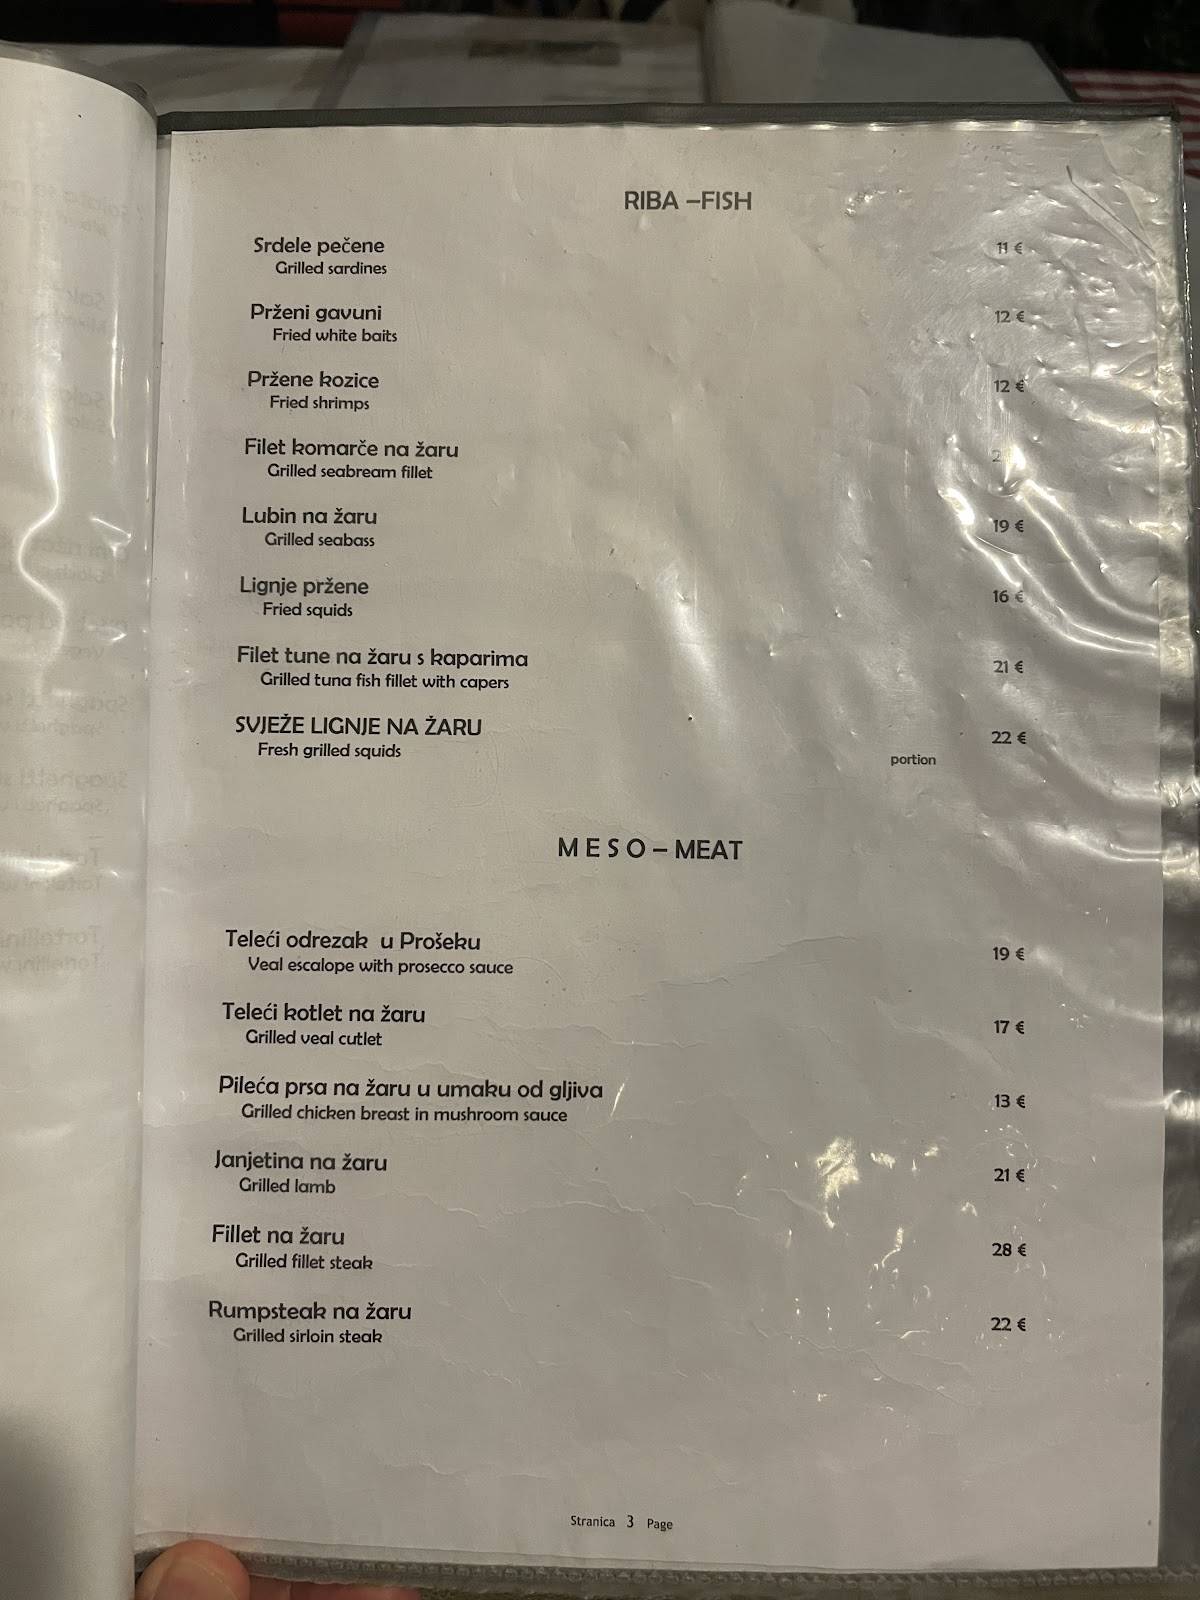 RIBA –FISH
Srdele pečene 11 €
Grilled sardines
Prženi gavuni 12 €
Fried white baits
Pržene kozice 12 €
Fried shrimps
Filet komarče na žaru
Grilled seabream fillet
Lubin na žaru 19 €
Grilled seabass
Lignje pržene 16 €
Fried squids
Filet tune na žaru s kaparima 21 €
Grilled tuna fish fillet with capers
SVJEŽE LIGNJE NA ŽARU 22 €
Fresh grilled squids portion
M E S O – MEAT
Teleći odrezak u Prošeku 19 €
Veal escalope with prosecco sauce
Teleći kotlet na žaru 17 €
Grilled veal cutlet
Pileća prsa na žaru u umaku od gljiva 13 €
Grilled chicken breast in mushroom sauce
Janjetina na žaru 21 €
Grilled lamb
Fillet na žaru 28 €
Grilled fillet steak
Rumpsteak na žaru 22 €
Grilled sirloin steak
Stranica 3 Page